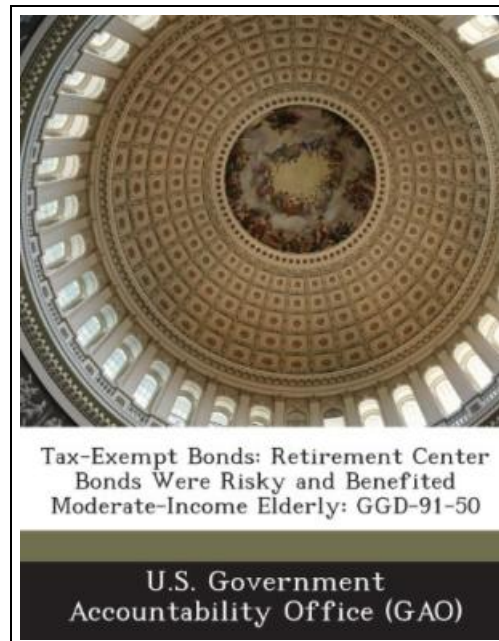 Tax-Exempt Bonds: Retirement Center
Bonds Were Risky and Benefited
Moderate-Income Elderly: GGD-91-50
U.S. Government
Accountability Office (GAO)